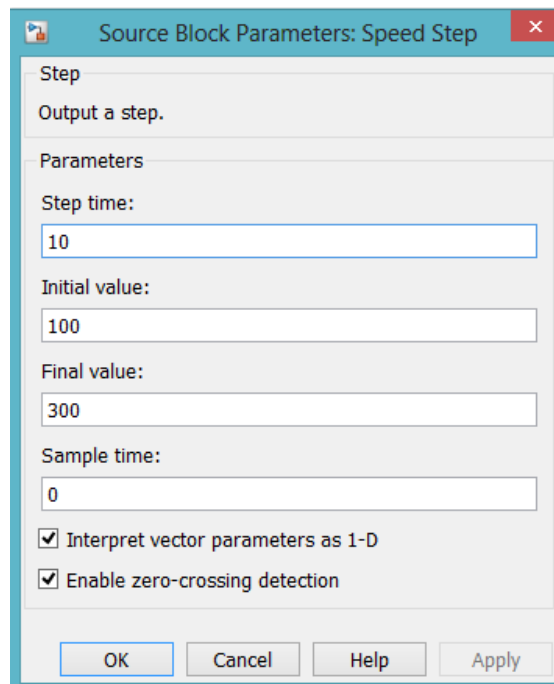 Source Block Parameters: Speed Step
Step
Output a step.
Parameters
Step time:
10
Initial value:
100
Final value:
300
Sample time:
0
Interpret vector parameters as 1-D
Enable zero-crossing detection
OK Cancel Help Apply